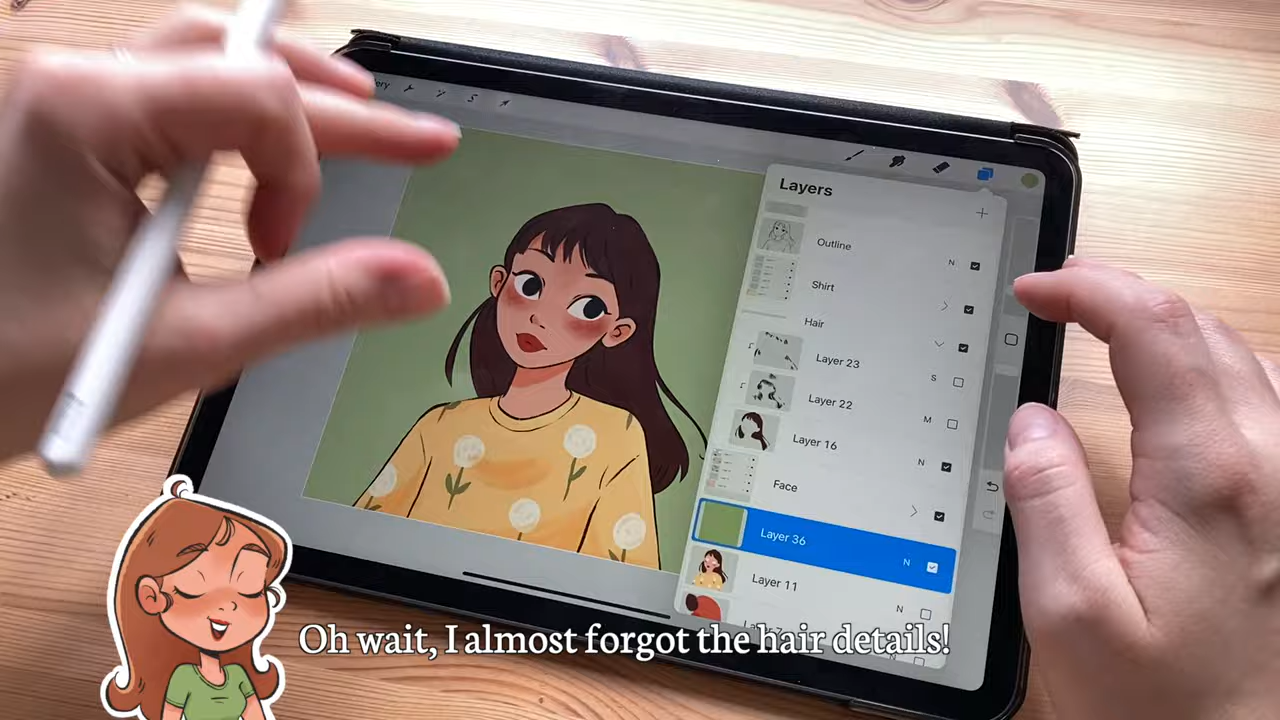 Layers
Outline
N
Shirt
Hair
Layer 23
S
Layer 22
M
Layer 16
N
Face
Layer 36
N
Layer 11
N
Oh wait, I almost forgot the hair details!